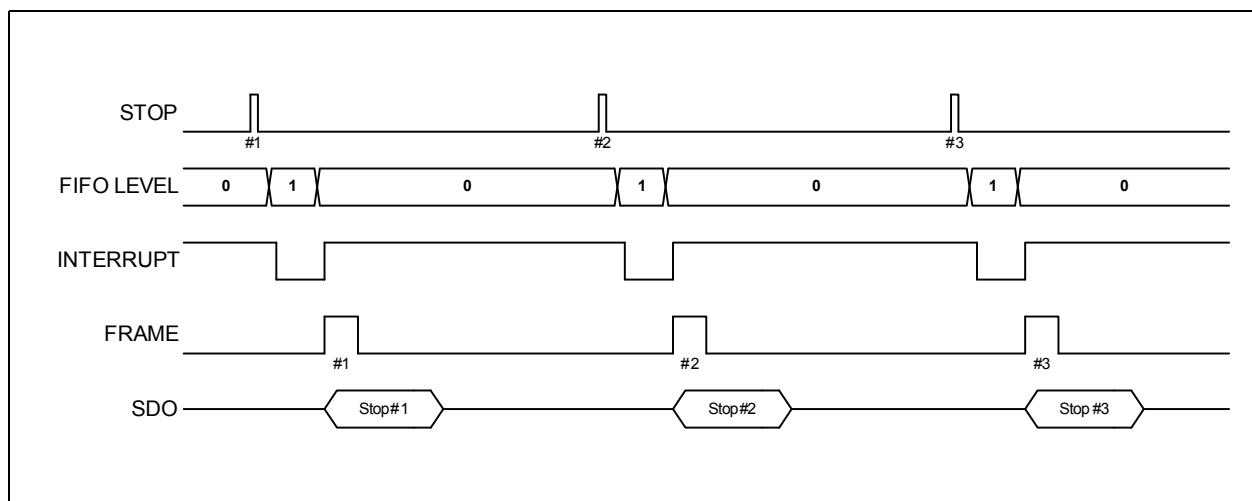 STOP
#1 #2 #3
FIFO LEVEL 0 1 0 1 0 1 0
INTERRUPT
FRAME
#1 #2 #3
SDO Stop#1 Stop#2 Stop #3